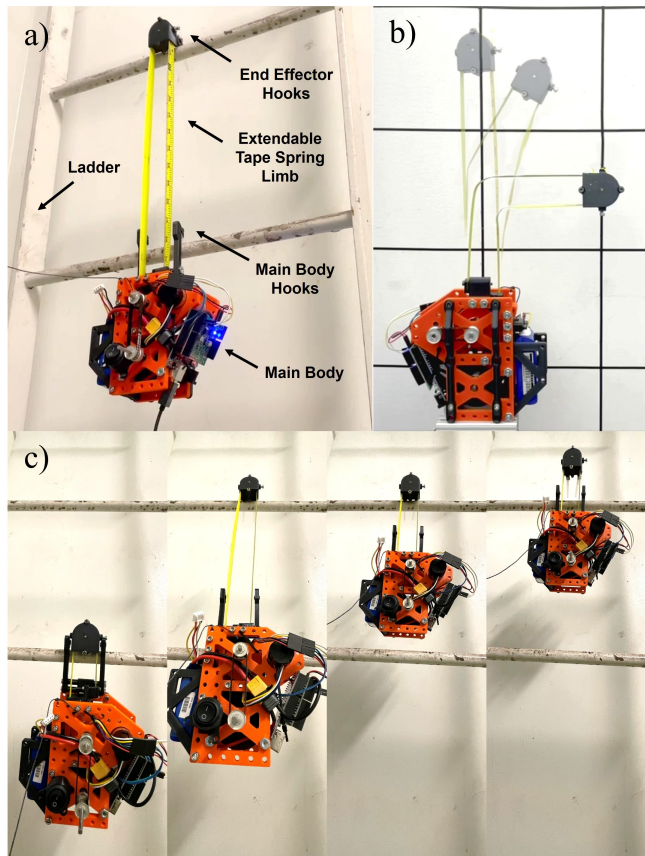 a)
End Effector
Hooks
Extendable
Tape Spring
Limb
Ladder
Main Body
Hooks
Main Body
b)
c)